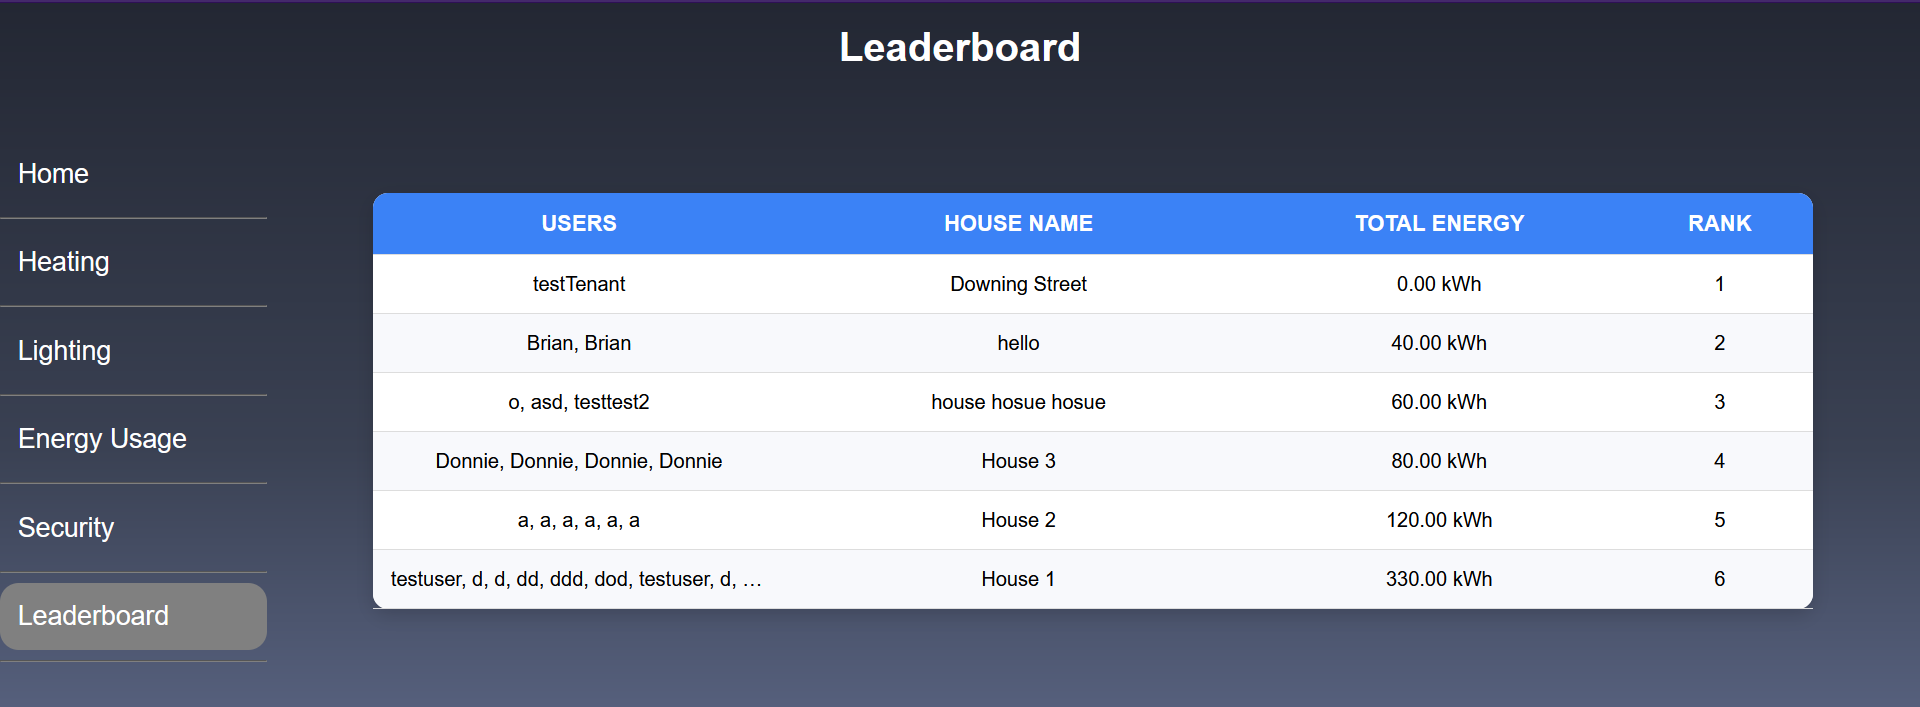 Leaderboard
Home
Heating
Lighting
Energy Usage
Security
Leaderboard
USERS HOUSE NAME TOTAL ENERGY RANK
testTenant Downing Street 0.00 kWh 1
Brian, Brian hello 40.00 kWh 2
o, asd, testtest2 house hosue hosue 60.00 kWh 3
Donnie, Donnie, Donnie, Donnie House 3 80.00 kWh 4
a, a, a, a, a, a House 2 120.00 kWh 5
testuser, d, d, dd, ddd, dod, testuser, d, … House 1 330.00 kWh 6